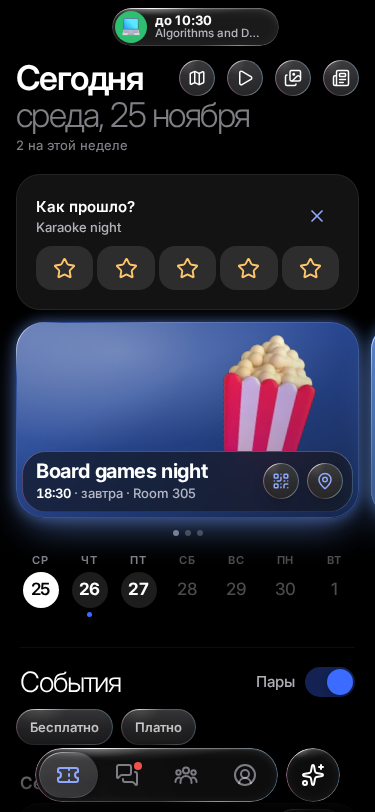 до 10:30
Algorithms and D...
Сегодня
среда, 25 ноября
2 на этой неделе
Как прошло?
Karaoke night
Board games night
18:30 · завтра · Room 305
СР ЧТ ПТ СБ ВС ПН ВТ
25 26 27 28 29 30 1
События
Пары
Бесплатно Платно